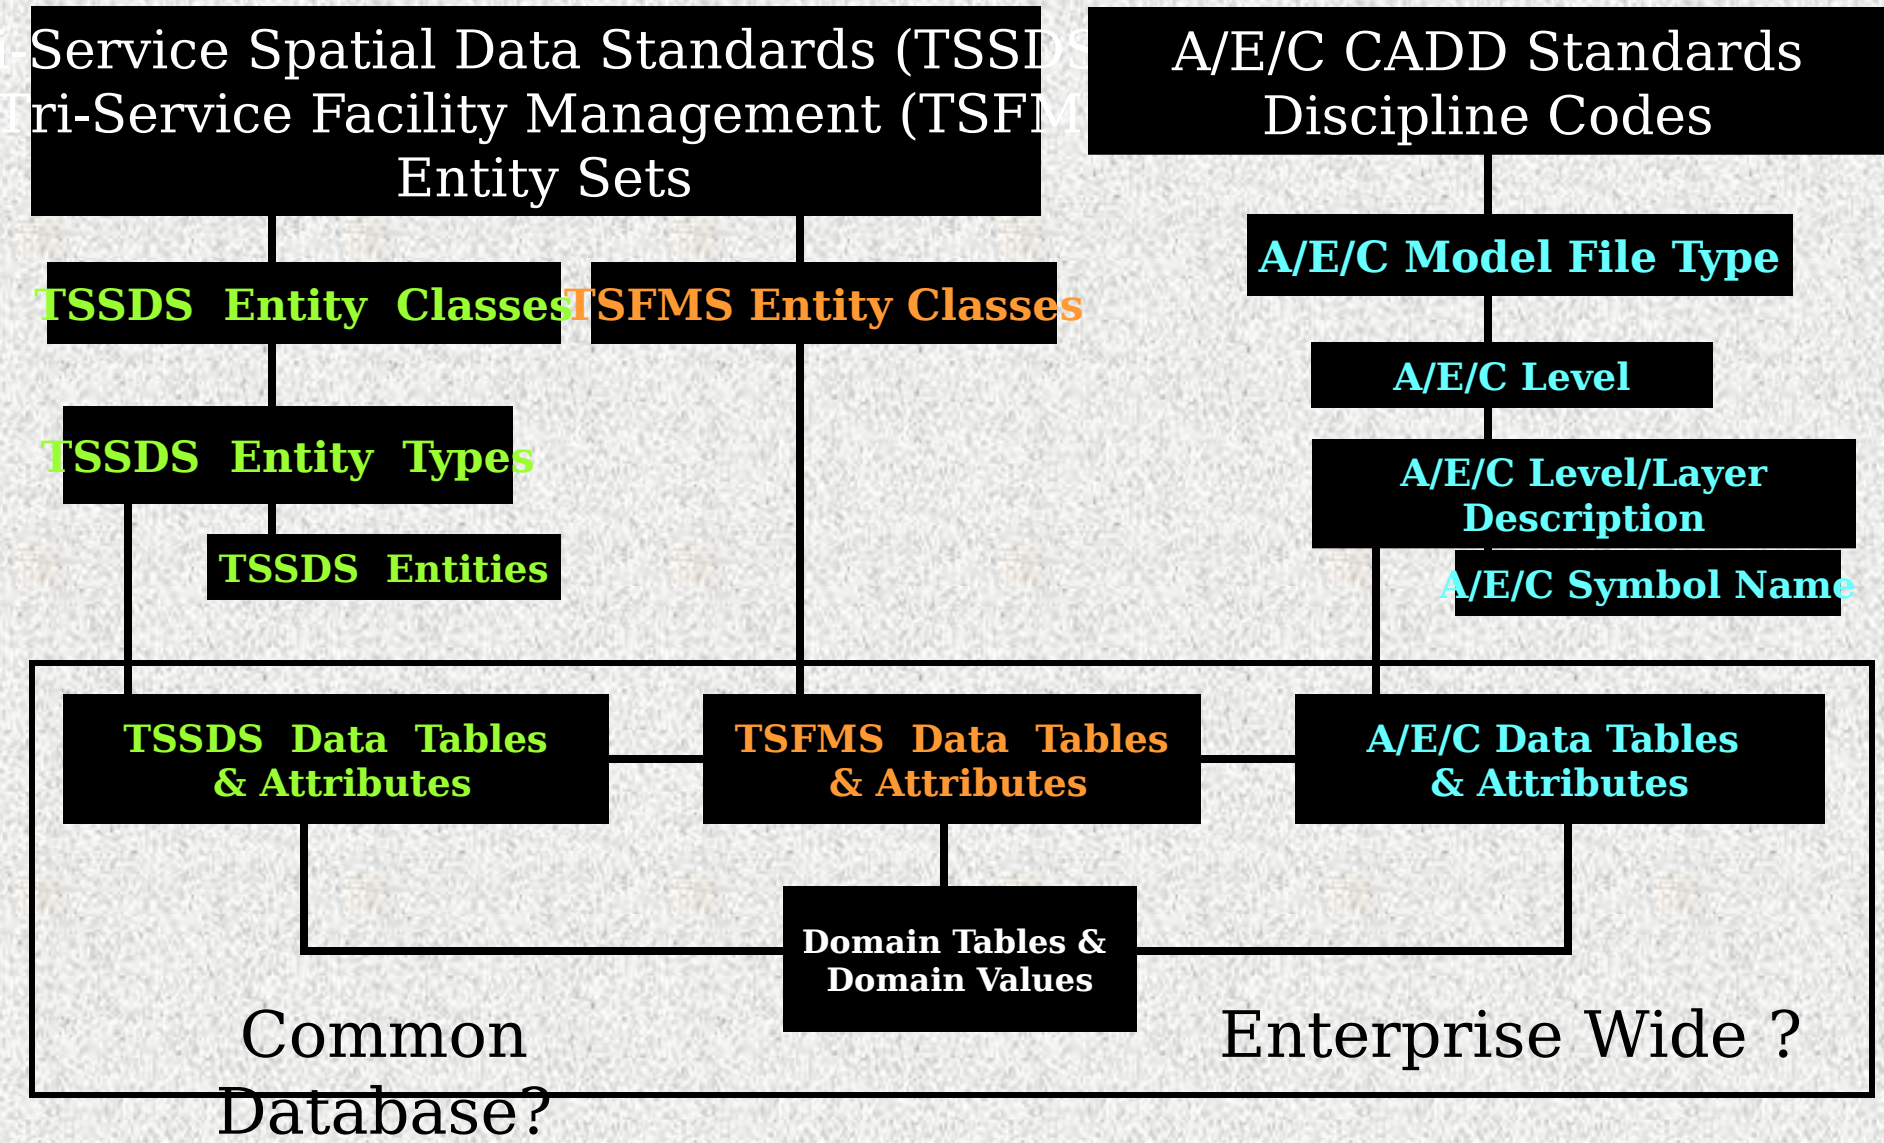 i-Service Spatial Data Standards (TSSDS
Tri-Service Facility Management (TSFM
Entity Sets
A/E/C CADD Standards
Discipline Codes
TSSDS Entity Classes
TSFMS Entity Classes
A/E/C Model File Type
A/E/C Level
TSSDS Entity Types
A/E/C Level/Layer
Description
TSSDS Entities
A/E/C Symbol Name
TSSDS Data Tables
& Attributes
TSFMS Data Tables
& Attributes
A/E/C Data Tables
& Attributes
Domain Tables &
Domain Values
Common
Database?
Enterprise Wide ?